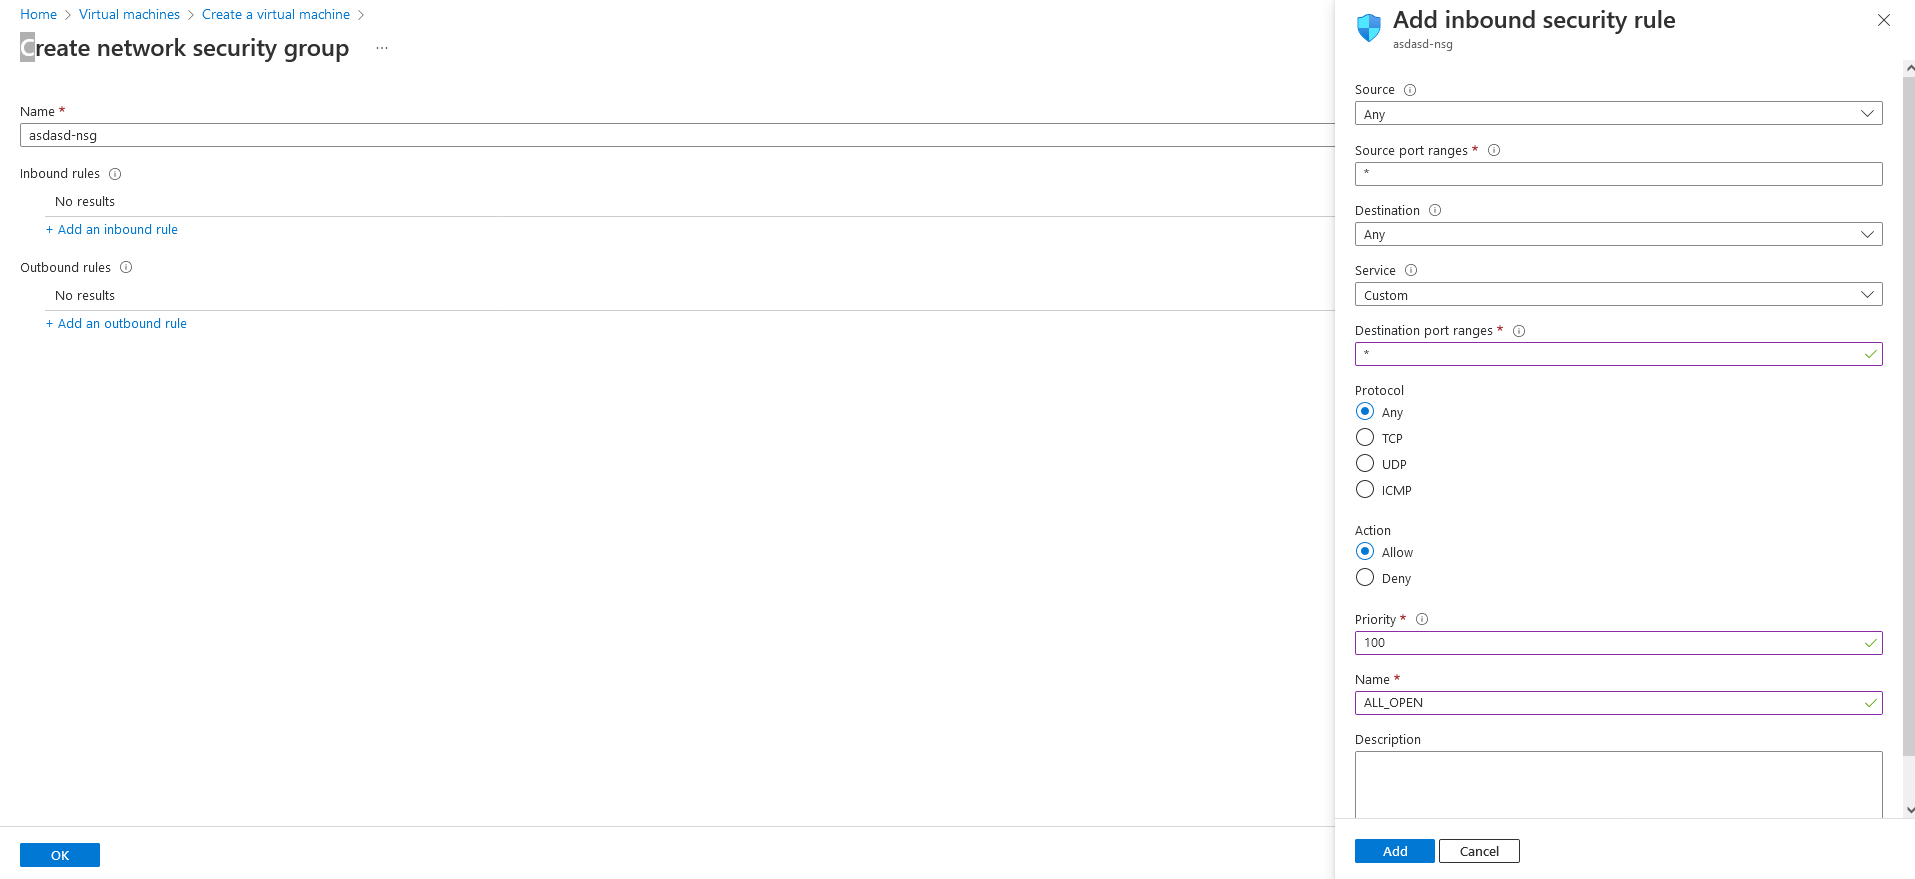 Home > Virtual machines > Create a virtual machine >
Create network security group ...
Name *
asdasd-nsg
Inbound rules
No results
+ Add an inbound rule
Outbound rules
No results
+ Add an outbound rule
OK
Add inbound security rule
asdasd-nsg
Source
Any
Source port ranges *
*
Destination
Any
Service
Custom
Destination port ranges *
*
Protocol
Any
TCP
UDP
ICMP
Action
Allow
Deny
Priority *
100
Name *
ALL_OPEN
Description
Add
Cancel